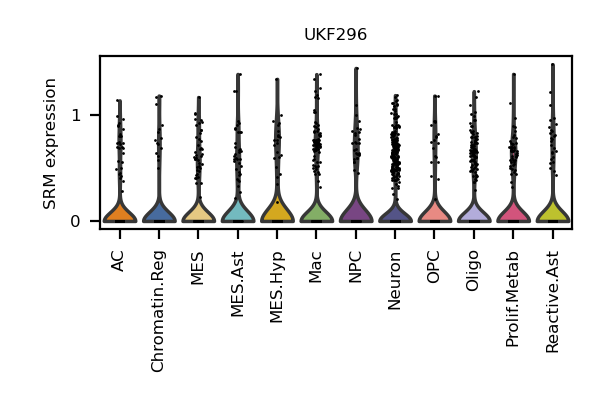 UKF296
SRM expression
1
0
AC
Chromatin.Reg
MES
MES.Ast
MES.Hyp
Mac
NPC
Neuron
OPC
Oligo
Prolif.Metab
Reactive.Ast